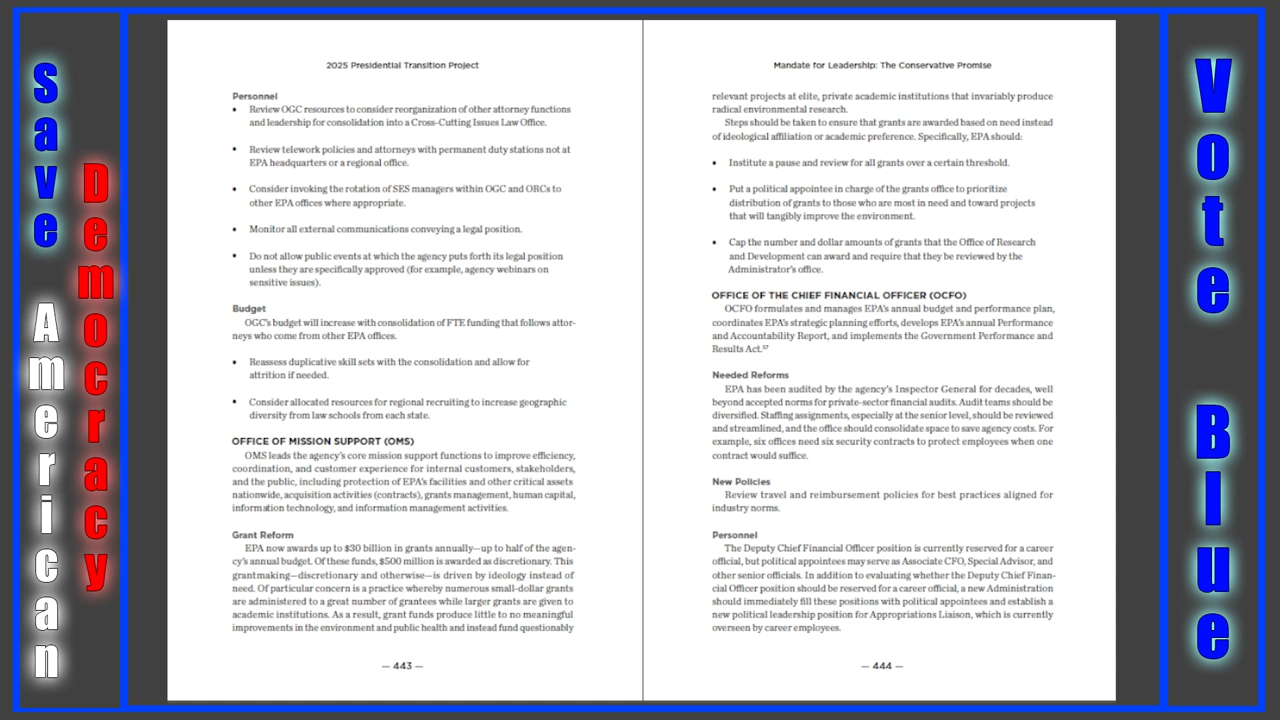 Save American
Democracy
2025 Presidential Transition Project
Personnel
• Review OGC resources to consider reorganization of other attorney functions
and leadership for consolidation into a Cross-Cutting Issues Law Office.
• Review telework policies and attorneys with permanent duty stations not at
EPA headquarters or a regional office.
• Consider invoking the rotation of SES managers within OGC and ORCs to
other EPA offices where appropriate.
• Monitor all external communications conveying a legal position.
• Do not allow public events at which the agency puts forth its legal position
unless they are specifically approved (for example, agency webinars on
sensitive issues).
Budget
OGC's budget will increase with consolidation of FTE funding that follows attor-
neys who come from other EPA offices.
• Reassess duplicative skill sets with the consolidation and allow for
attrition if needed.
• Consider allocated resources for regional recruiting to increase geographic
diversity from law schools from each state.
OFFICE OF MISSION SUPPORT (OMS)
OMS leads the agency's core mission support functions to improve efficiency,
coordination, and customer experience for internal customers, stakeholders,
and the public, including protection of EPA's facilities and other critical assets
nationwide, acquisition activities (contracts), grants management, human capital,
information technology, and information management activities.
Grant Reform
EPA now awards up to $30 billion in grants annually—up to half of the agen-
cy's annual budget. Of these funds, $500 million is awarded as discretionary. This
grantmaking—discretionary and otherwise—is driven by ideology instead of
need. Of particular concern is a practice whereby numerous small-dollar grants
are administered to a great number of grantees while larger grants are given to
academic institutions. As a result, grant funds produce little to no meaningful
improvements in the environment and public health and instead fund questionably
— 443 —
Mandate for Leadership: The Conservative Promise
relevant projects at elite, private academic institutions that invariably produce
radical environmental research.
Steps should be taken to ensure that grants are awarded based on need instead
of ideological affiliation or academic preference. Specifically, EPA should:
• Institute a pause and review for all grants over a certain threshold.
• Put a political appointee in charge of the grants office to prioritize
distribution of grants to those who are most in need and toward projects
that will tangibly improve the environment.
• Cap the number and dollar amounts of grants that the Office of Research
and Development can award and require that they be reviewed by the
Administrator's office.
OFFICE OF THE CHIEF FINANCIAL OFFICER (OCFO)
OCFO formulates and manages EPA's annual budget and performance plan,
coordinates EPA's strategic planning efforts, develops EPA's annual Performance
and Accountability Report, and implements the Government Performance and
Results Act.57
Needed Reforms
EPA has been audited by the agency's Inspector General for decades, well
beyond accepted norms for private-sector financial audits. Audit teams should be
diversified. Staffing assignments, especially at the senior level, should be reviewed
and streamlined, and the office should consolidate space to save agency costs. For
example, six offices need six security contracts to protect employees when one
contract would suffice.
New Policies
Review travel and reimbursement policies for best practices aligned for
industry norms.
Personnel
The Deputy Chief Financial Officer position is currently reserved for a career
official, but political appointees may serve as Associate CFO, Special Advisor, and
other senior officials. In addition to evaluating whether the Deputy Chief Finan-
cial Officer position should be reserved for a career official, a new Administration
should immediately fill these positions with political appointees and establish a
new political leadership position for Appropriations Liaison, which is currently
overseen by career employees.
— 444 —
Vote Blue